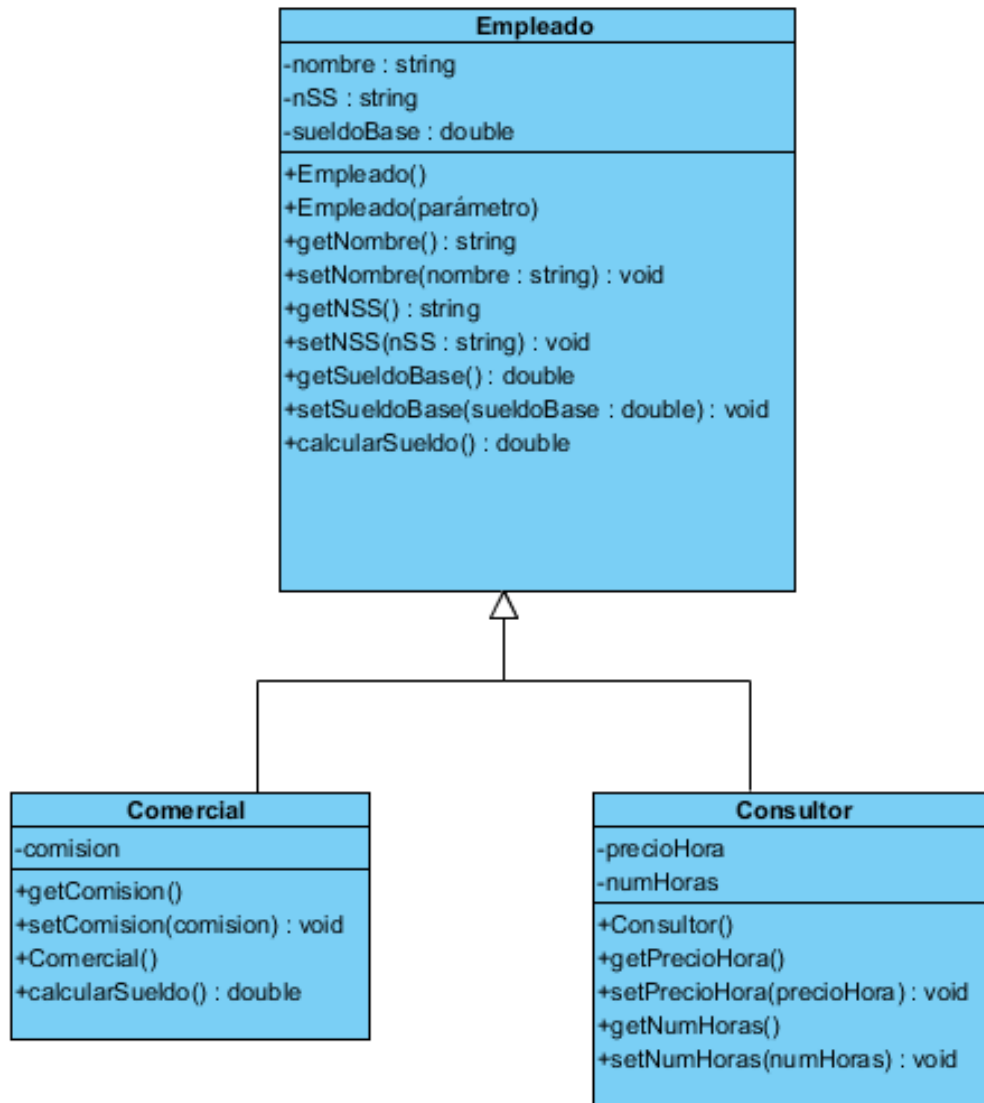 Empleado
-nombre : string
-nSS : string
-sueldoBase : double
+Empleado()
+Empleado(parámetro)
+getNombre() : string
+setNombre(nombre : string) : void
+getNSS() : string
+setNSS(nSS : string) : void
+getSueldoBase() : double
+setSueldoBase(sueldoBase : double) : void
+calcularSueldo() : double
Comercial
-comision
+getComision()
+setComision(comision) : void
+Comercial()
+calcularSueldo() : double
Consultor
-precioHora
-numHoras
+Consultor()
+getPrecioHora()
+setPrecioHora(precioHora) : void
+getNumHoras()
+setNumHoras(numHoras) : void